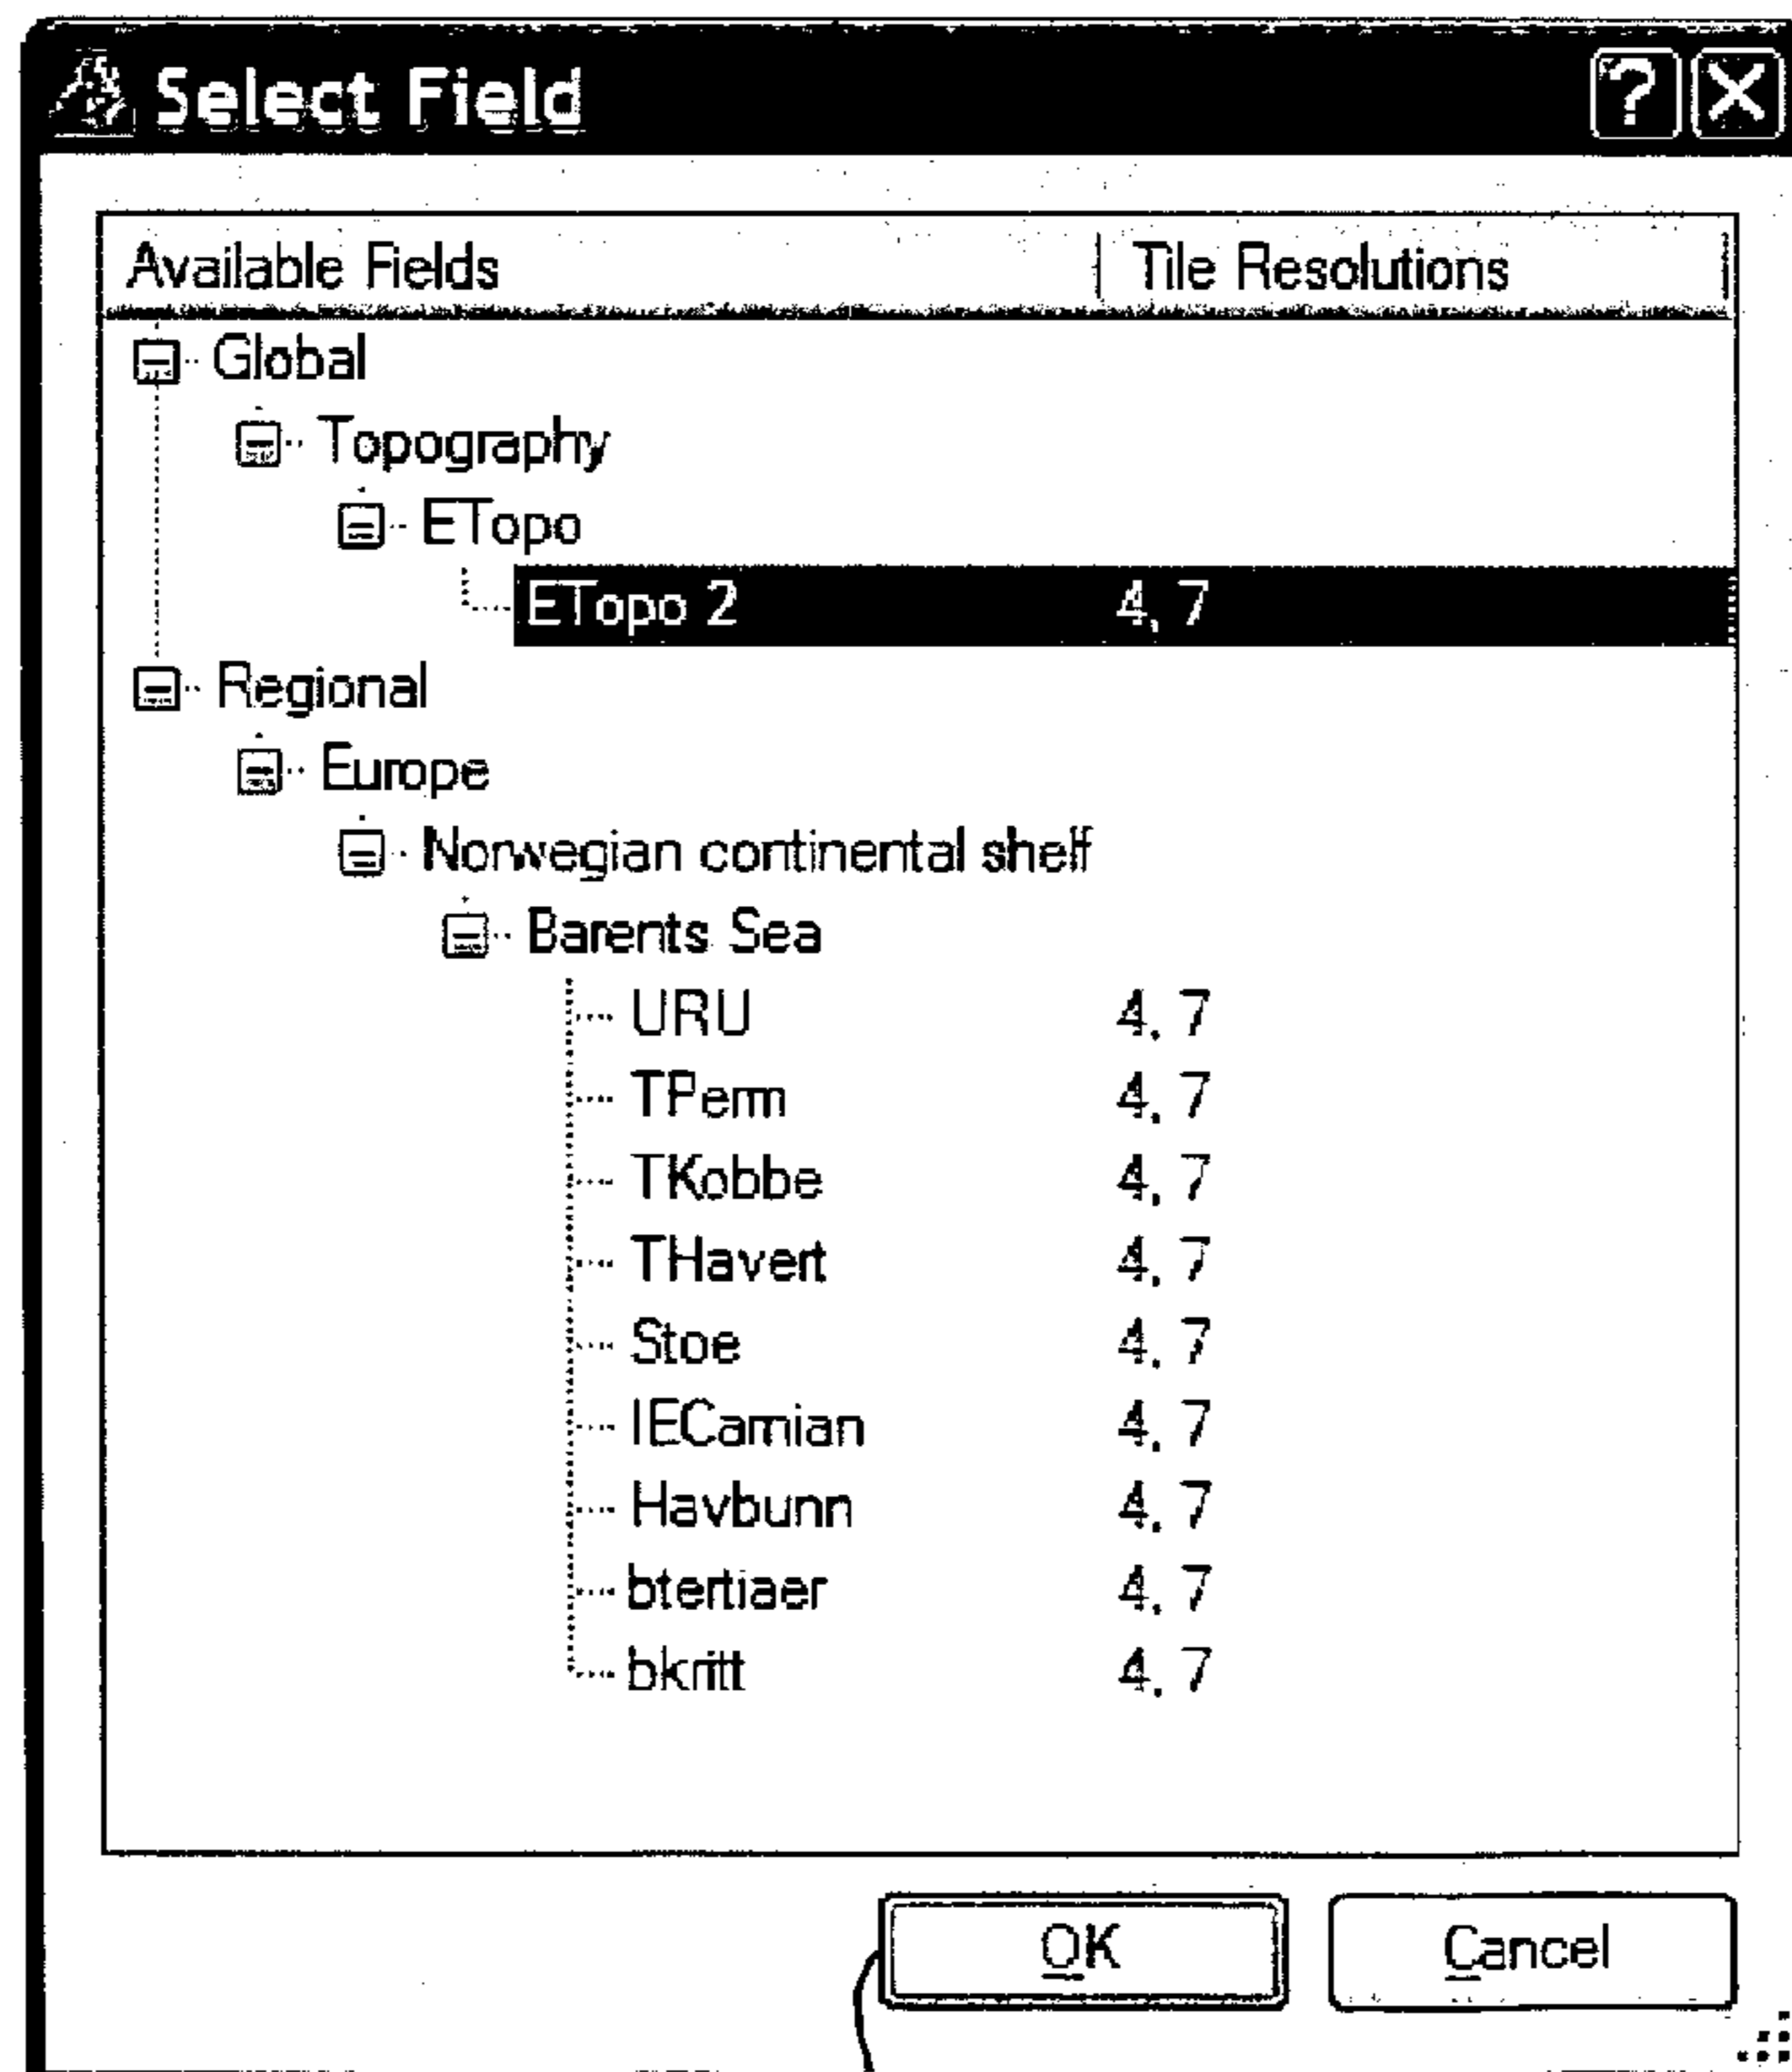 Select Field
Available Fields Tile Resolutions
Global
Topography
ETopo
ETopo 2 4, 7
Regional
Europe
Norwegian continental shelf
Barents Sea
URU 4, 7
TPerm 4, 7
TKobbe 4, 7
THavert 4, 7
Stoe 4, 7
IECarnian 4, 7
Havbunn 4, 7
btertiaer 4, 7
bkritt 4, 7
OK Cancel